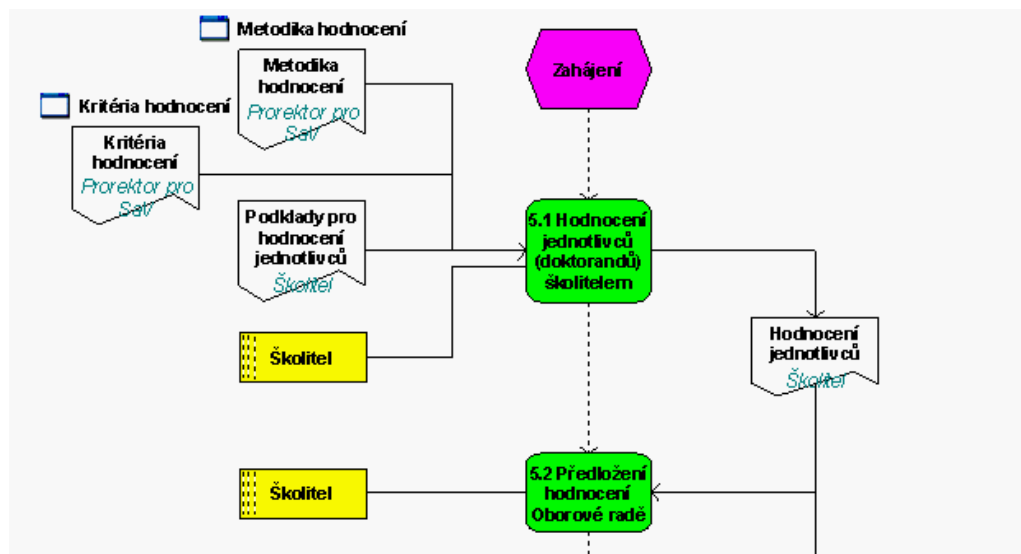 Metodika hodnocení
Metodika
hodnocení
Prorektor pro
SaV
Zahájení
Kritéria hodnocení
Kritéria
hodnocení
Prorektor pro
SaV
Podklady pro
hodnocení
jednotlivců
Školitel
5.1 Hodnocení
jednotlivců
(doktorandů)
školitelem
Školitel
Hodnocení
jednotlivců
Školitel
Školitel
5.2 Předložení
hodnocení
Oborové radě